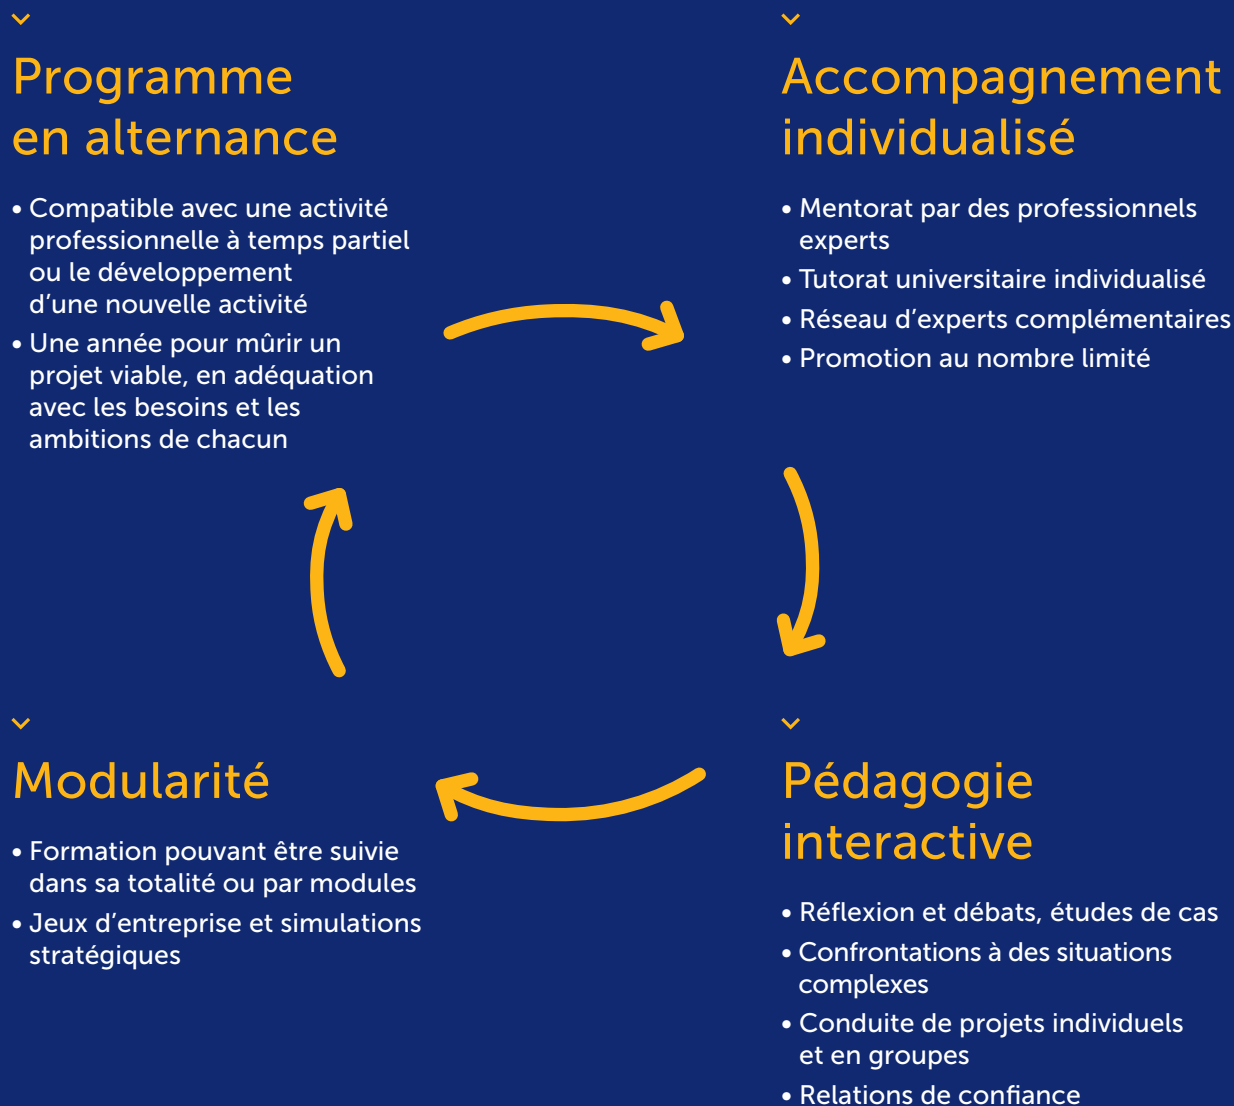 Programme
en alternance
• Compatible avec une activité
professionnelle à temps partiel
ou le développement
d'une nouvelle activité
• Une année pour mûrir un
projet viable, en adéquation
avec les besoins et les
ambitions de chacun
Accompagnement
individualisé
• Mentorat par des professionnels
experts
• Tutorat universitaire individualisé
• Réseau d'experts complémentaires
• Promotion au nombre limité
Modularité
• Formation pouvant être suivie
dans sa totalité ou par modules
• Jeux d'entreprise et simulations
stratégiques
Pédagogie
interactive
• Réflexion et débats, études de cas
• Confrontations à des situations
complexes
• Conduite de projets individuels
et en groupes
• Relations de confiance